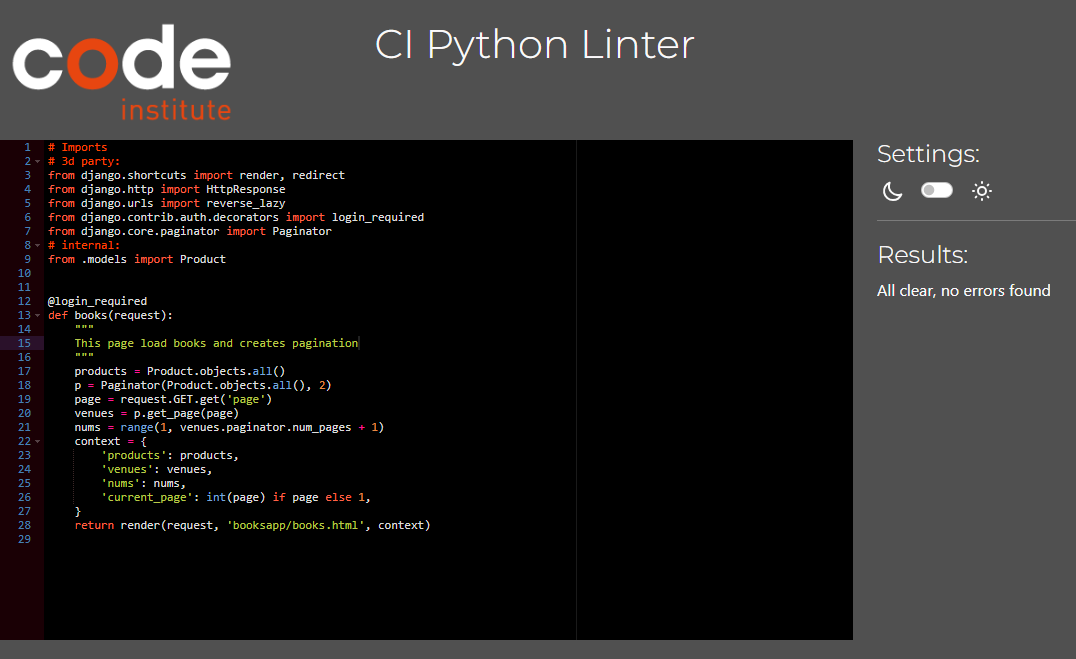 code
institute
CI Python Linter
1 # Imports
2 # 3d party:
3 from django.shortcuts import render, redirect
4 from django.http import HttpResponse
5 from django.urls import reverse_lazy
6 from django.contrib.auth.decorators import login_required
7 from django.core.paginator import Paginator
8 # internal:
9 from .models import Product
10
11
12 @login_required
13 def books(request):
14     """
15     This page load books and creates pagination
16     """
17     products = Product.objects.all()
18     p = Paginator(Product.objects.all(), 2)
19     page = request.GET.get('page')
20     venues = p.get_page(page)
21     nums = range(1, venues.paginator.num_pages + 1)
22     context = {
23         'products': products,
24         'venues': venues,
25         'nums': nums,
26         'current_page': int(page) if page else 1,
27     }
28     return render(request, 'booksapp/books.html', context)
29
Settings:
Results:
All clear, no errors found